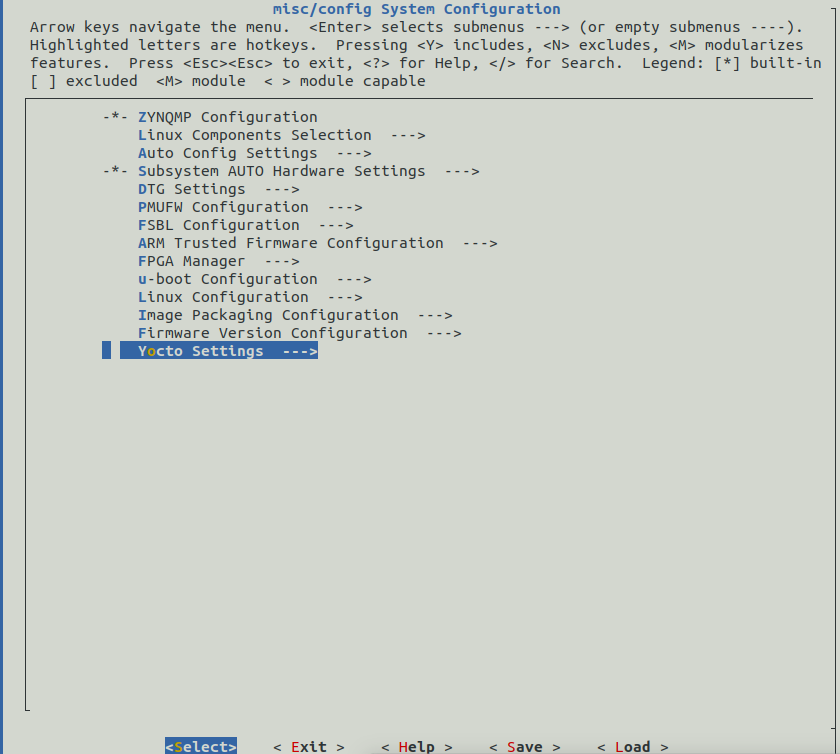 misc/config System Configuration
Arrow keys navigate the menu.  <Enter> selects submenus ---> (or empty submenus ----).
Highlighted letters are hotkeys.  Pressing <Y> includes, <N> excludes, <M> modularizes
features.  Press <Esc><Esc> to exit, <?> for Help, </> for Search.  Legend: [*] built-in
[ ] excluded  <M> module  < > module capable
-*- ZYNQMP Configuration
Linux Components Selection  --->
Auto Config Settings  --->
-*- Subsystem AUTO Hardware Settings  --->
DTG Settings  --->
PMUFW Configuration  --->
FSBL Configuration  --->
ARM Trusted Firmware Configuration  --->
FPGA Manager  --->
u-boot Configuration  --->
Linux Configuration  --->
Image Packaging Configuration  --->
Firmware Version Configuration  --->
Yocto Settings  --->
<Select>    < Exit >    < Help >    < Save >    < Load >